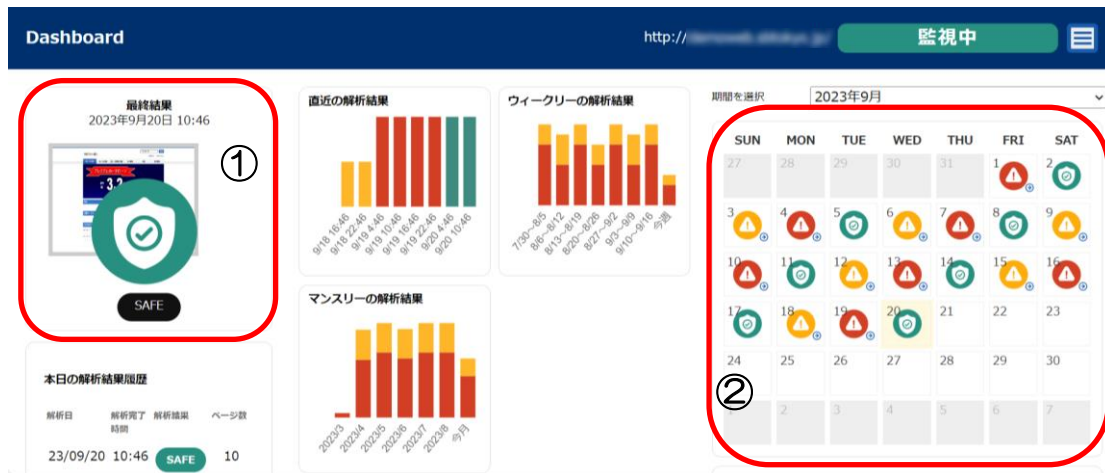 Dashboard
http://
監視中
最終結果
2023年9月20日 10:46
①
3.3
SAFE
本日の解析結果履歴
解析日 解析完了時間 解析結果 ページ数
23/09/20 10:46 SAFE 10
直近の解析結果
9/18 16:46
9/18 22:46
9/19 4:46
9/19 10:46
9/19 16:46
9/19 22:46
9/20 4:46
9/20 10:46
ウィークリーの解析結果
7/30～8/5
8/6～8/12
8/13～8/19
8/20～8/26
8/27～9/2
9/3～9/9
9/10～9/16
今週
マンスリーの解析結果
2023/3
2023/4
2023/5
2023/6
2023/7
2023/8
今月
期間を選択 2023年9月
SUN MON TUE WED THU FRI SAT
27 28 29 30 31 1 2
3 4 5 6 7 8 9
10 11 12 13 14 15 16
17 18 19 20 21 22 23
24 25 26 27 28 29 30
②
1 2 3 4 5 6 7